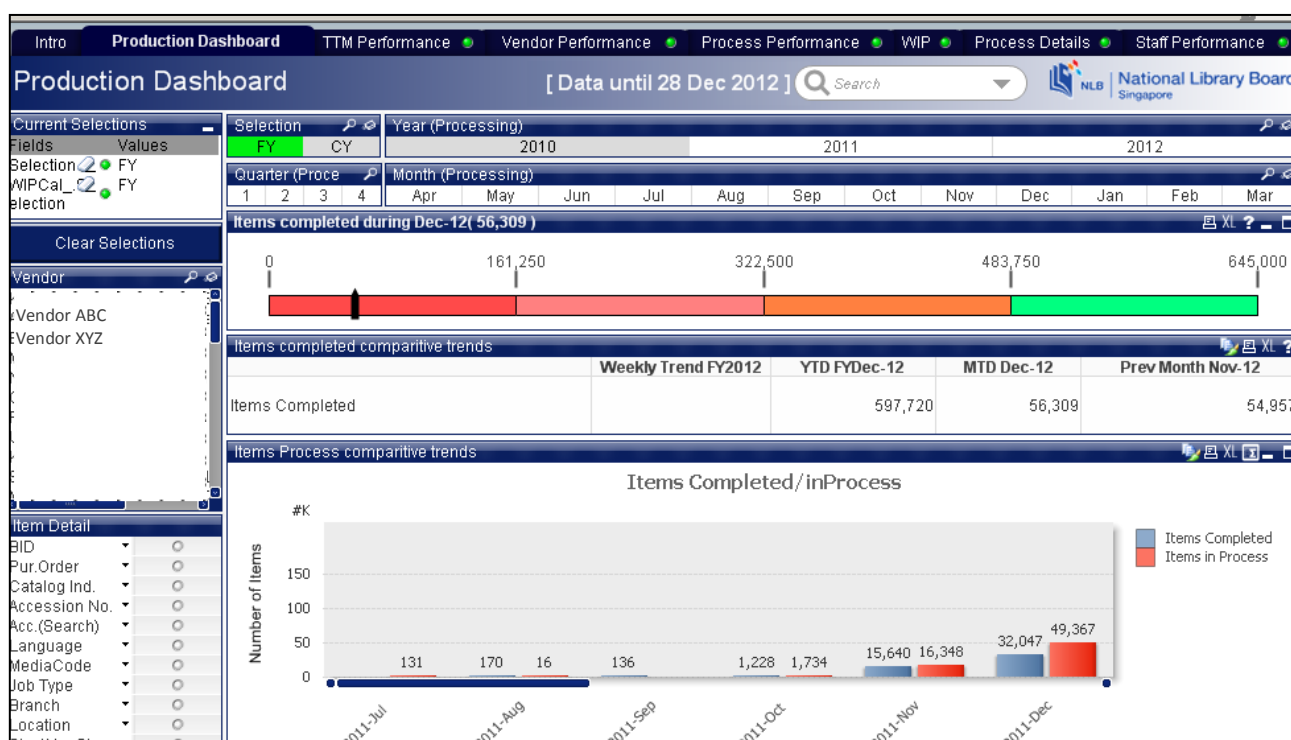 Intro Production Dashboard TTM Performance Vendor Performance Process Performance WIP Process Details Staff Performance
Production Dashboard [ Data until 28 Dec 2012 ] Search NLB National Library Board
Singapore
Current Selections
Fields Values
Selection FY
WIPCal_.S FY
election
Clear Selections
Vendor
Vendor ABC
Vendor XYZ
Item Detail
BID
Pur.Order
Catalog Ind.
Accession No.
Acc.(Search)
Language
MediaCode
Job Type
Branch
Location
Selection
FY CY
Year (Processing)
2010 2011 2012
Quarter (Proce
1 2 3 4
Month (Processing)
Apr May Jun Jul Aug Sep Oct Nov Dec Jan Feb Mar
Items completed during Dec-12( 56,309 ) XL ?
0 161,250 322,500 483,750 645,000
Items completed comparitive trends XL ?
Weekly Trend FY2012 YTD FYDec-12 MTD Dec-12 Prev Month Nov-12
Items Completed 597,720 56,309 54,957
Items Process comparitive trends XL Σ
Items Completed/inProcess
#K
Number of Items
150
100
50
0
131 170 16 136 1,228 1,734 15,640 16,348 32,047 49,367
2011-Jul 2011-Aug 2011-Sep 2011-Oct 2011-Nov 2011-Dec
Items Completed
Items in Process